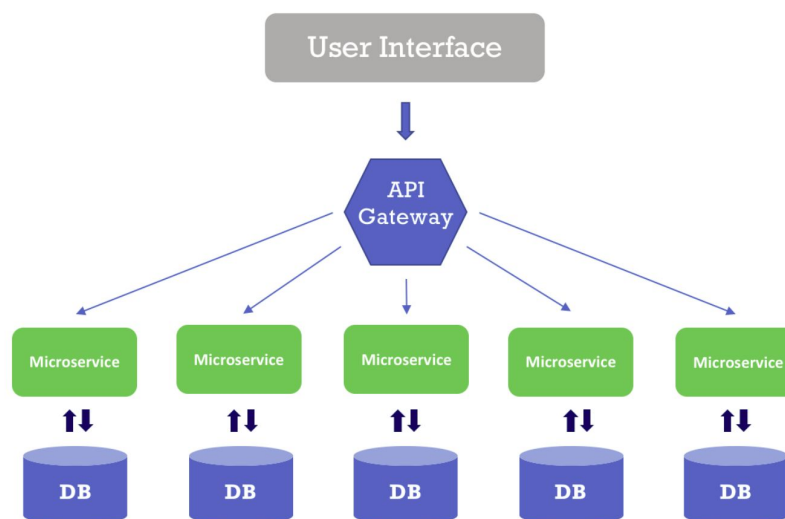 User Interface
API
Gateway
Microservice
Microservice
Microservice
Microservice
Microservice
DB
DB
DB
DB
DB